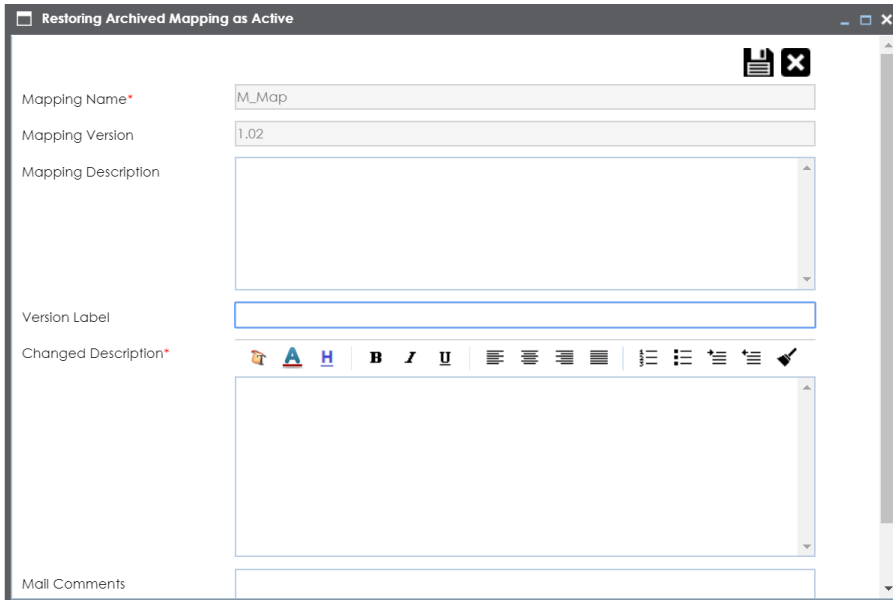 Restoring Archived Mapping as Active
Mapping Name*
M_Map
Mapping Version
1.02
Mapping Description
Version Label
Changed Description*
A H B I U
Mail Comments